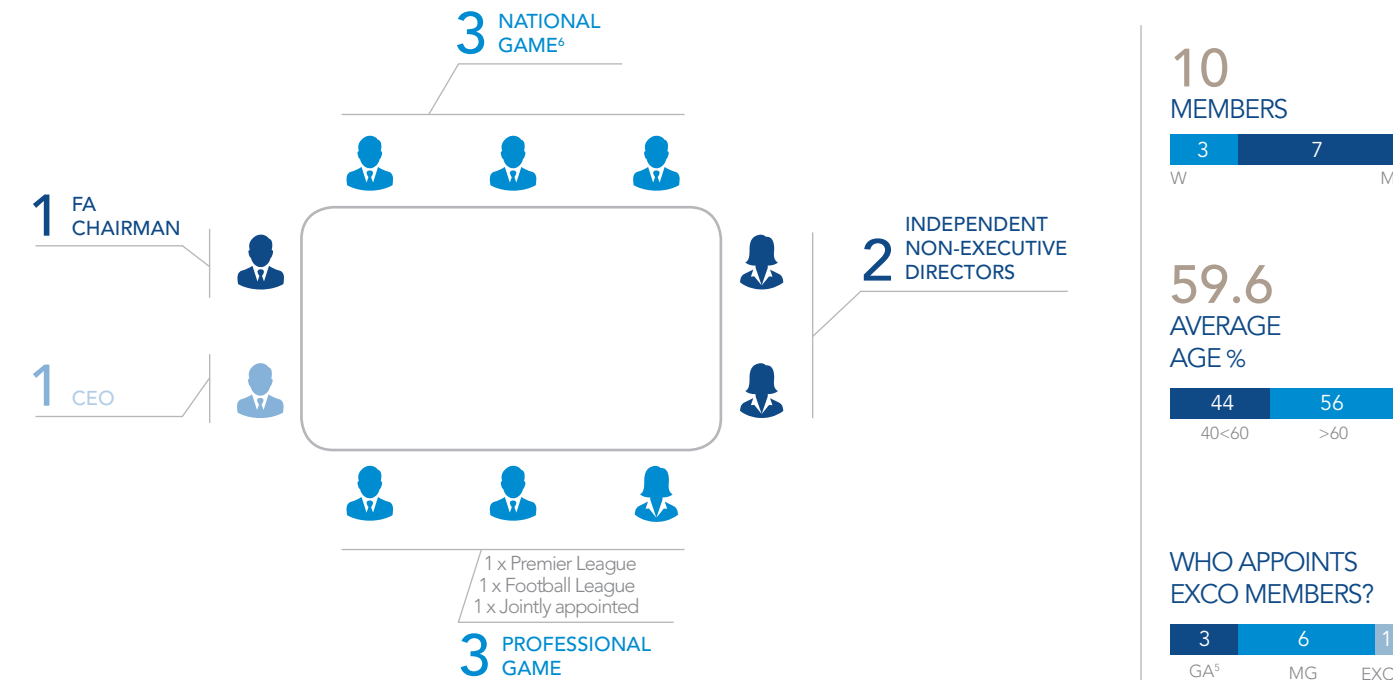 3 NATIONAL
GAME⁶
1 FA
CHAIRMAN
1 CEO
2 INDEPENDENT
NON-EXECUTIVE
DIRECTORS
1 x Premier League
1 x Football League
1 x Jointly appointed
3 PROFESSIONAL
GAME
10
MEMBERS
3 7
W M
59.6
AVERAGE
AGE %
44 56
40<60 >60
WHO APPOINTS
EXCO MEMBERS?
3 6 1
GA⁵ MG EXC